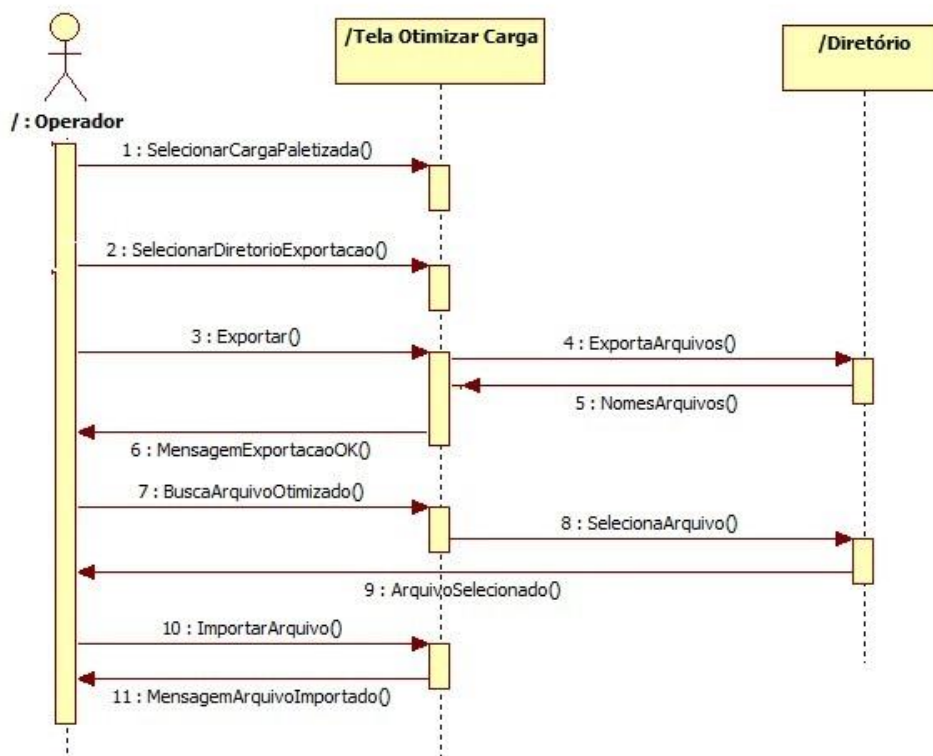 /Tela Otimizar Carga
/Diretório
/ : Operador
1 : SelecionarCargaPaletizada()
2 : SelecionarDiretorioExportacao()
3 : Exportar()
4 : ExportaArquivos()
5 : NomesArquivos()
6 : MensagemExportacaoOK()
7 : BuscaArquivoOtimizado()
8 : SelecionaArquivo()
9 : ArquivoSelecionado()
10 : ImportarArquivo()
11 : MensagemArquivoImportado()